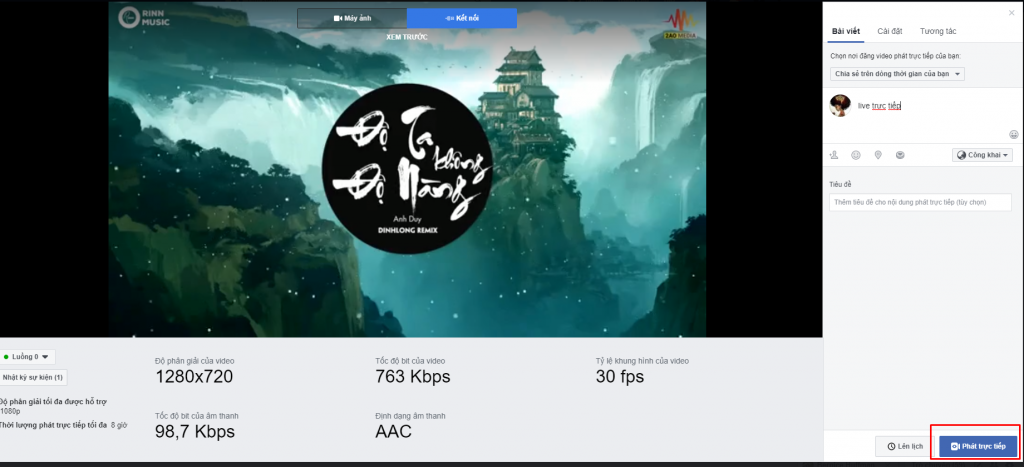 RINN
MUSIC
Máy ảnh
Kết nối
XEM TRƯỚC
2AO MEDIA
Độ Ta
không
Độ Nàng
Anh Duy
DINHLONG REMIX
Luồng 0
Nhật ký sự kiện (1)
Độ phân giải tối đa được hỗ trợ
1080p
Thời lượng phát trực tiếp tối đa 8 giờ
Độ phân giải của video
1280x720
Tốc độ bit của video
763 Kbps
Tỷ lệ khung hình của video
30 fps
Tốc độ bit của âm thanh
98,7 Kbps
Định dạng âm thanh
AAC
Bài viết
Cài đặt
Tương tác
Chọn nơi đăng video phát trực tiếp của bạn:
Chia sẻ trên dòng thời gian của bạn
live trưc tiếp
Công khai
Tiêu đề
Thêm tiêu đề cho nội dung phát trực tiếp (tùy chọn)
Lên lịch
Phát trực tiếp